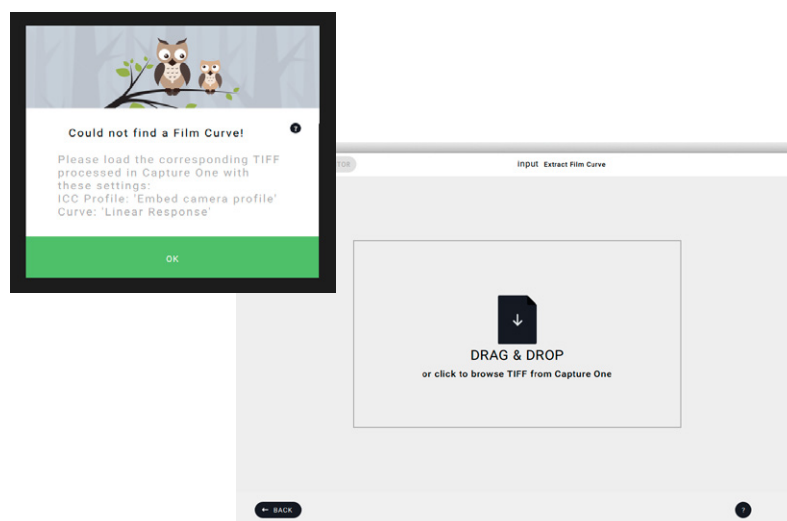 Could not find a Film Curve!
?
Please load the corresponding TIFF
processed in Capture One with
these settings:
ICC Profile: 'Embed camera profile'
Curve: 'Linear Response'
OK
TOR
input Extract Film Curve
DRAG & DROP
or click to browse TIFF from Capture One
← BACK
?